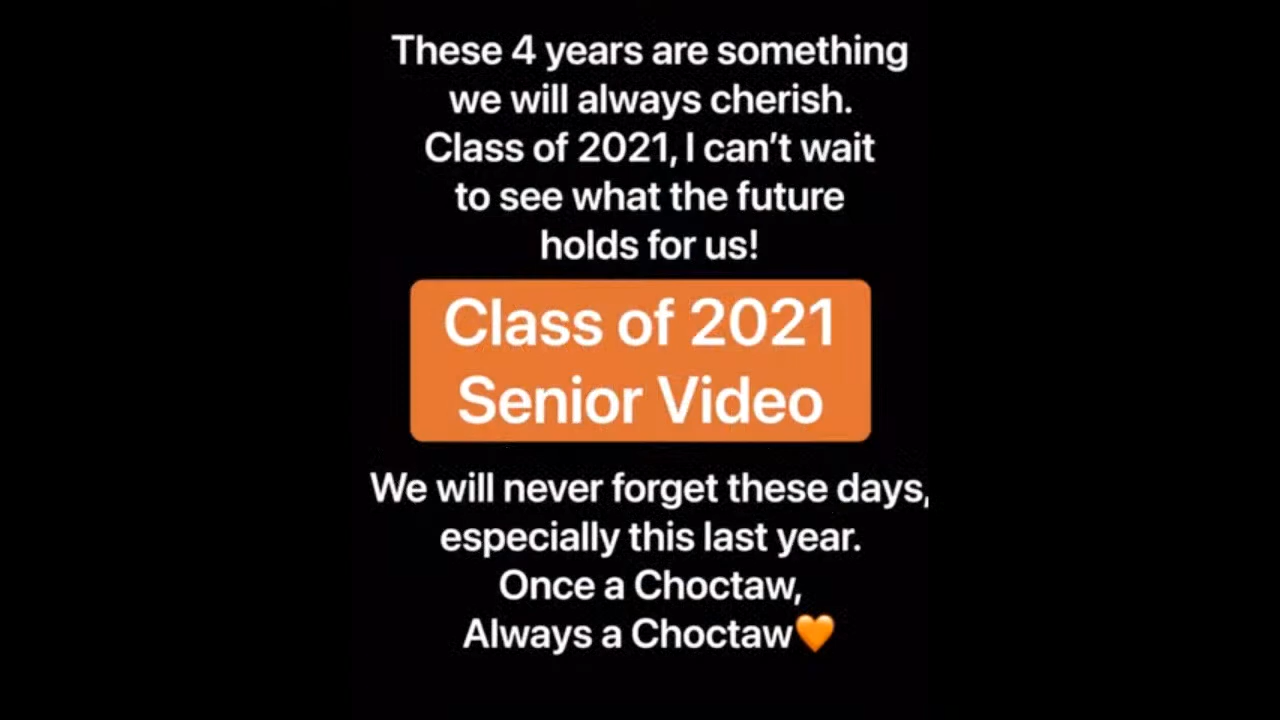 These 4 years are something
we will always cherish.
Class of 2021, I can’t wait
to see what the future
holds for us!
Class of 2021
Senior Video
We will never forget these days,
especially this last year.
Once a Choctaw,
Always a Choctaw🧡